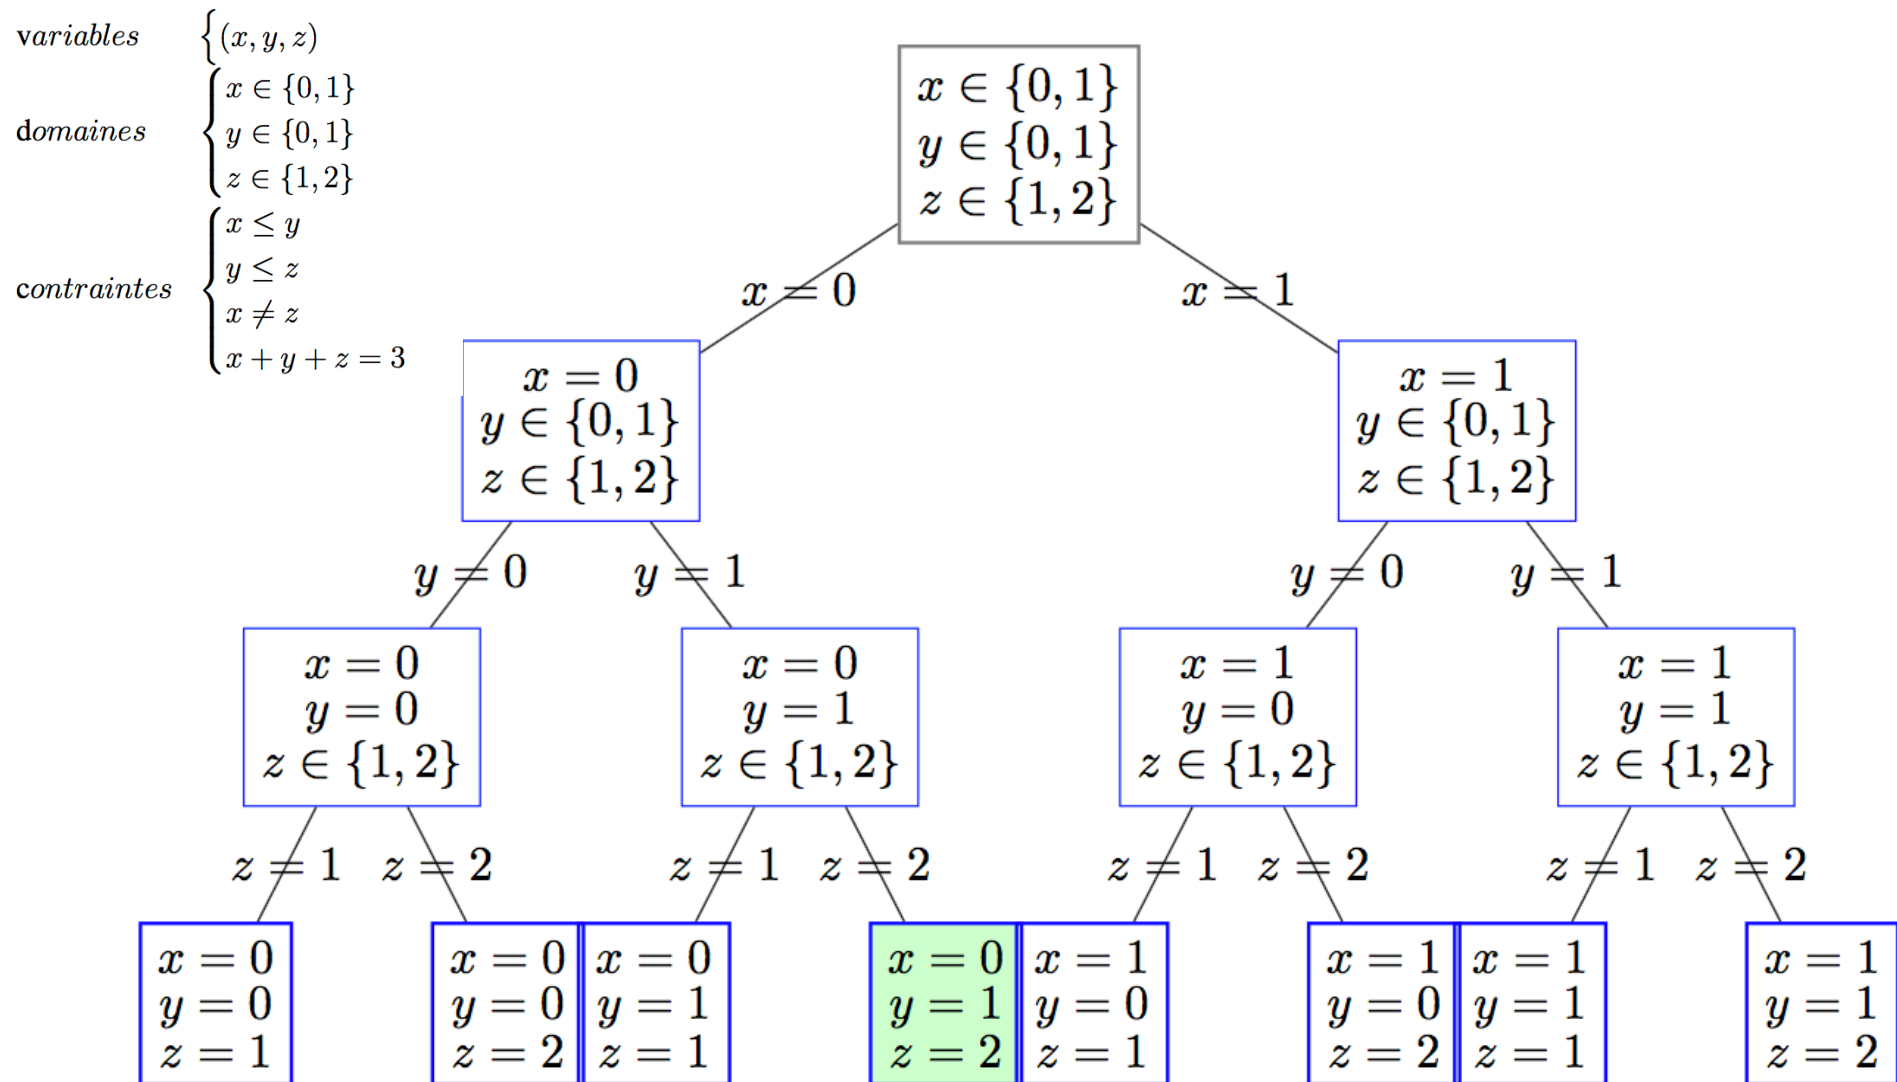 variables {(x, y, z)
domaines { x ∈ {0, 1}
y ∈ {0, 1}
z ∈ {1, 2}
contraintes { x ≤ y
y ≤ z
x ≠ z
x + y + z = 3
x ∈ {0, 1}
y ∈ {0, 1}
z ∈ {1, 2}
x = 0 x = 1
x = 0
y ∈ {0, 1}
z ∈ {1, 2}
x = 1
y ∈ {0, 1}
z ∈ {1, 2}
y = 0 y = 1 y = 0 y = 1
x = 0
y = 0
z ∈ {1, 2}
x = 0
y = 1
z ∈ {1, 2}
x = 1
y = 0
z ∈ {1, 2}
x = 1
y = 1
z ∈ {1, 2}
z = 1 z = 2 z = 1 z = 2 z = 1 z = 2 z = 1 z = 2
x = 0
y = 0
z = 1
x = 0
y = 0
z = 2
x = 0
y = 1
z = 1
x = 0
y = 1
z = 2
x = 1
y = 0
z = 1
x = 1
y = 0
z = 2
x = 1
y = 1
z = 1
x = 1
y = 1
z = 2